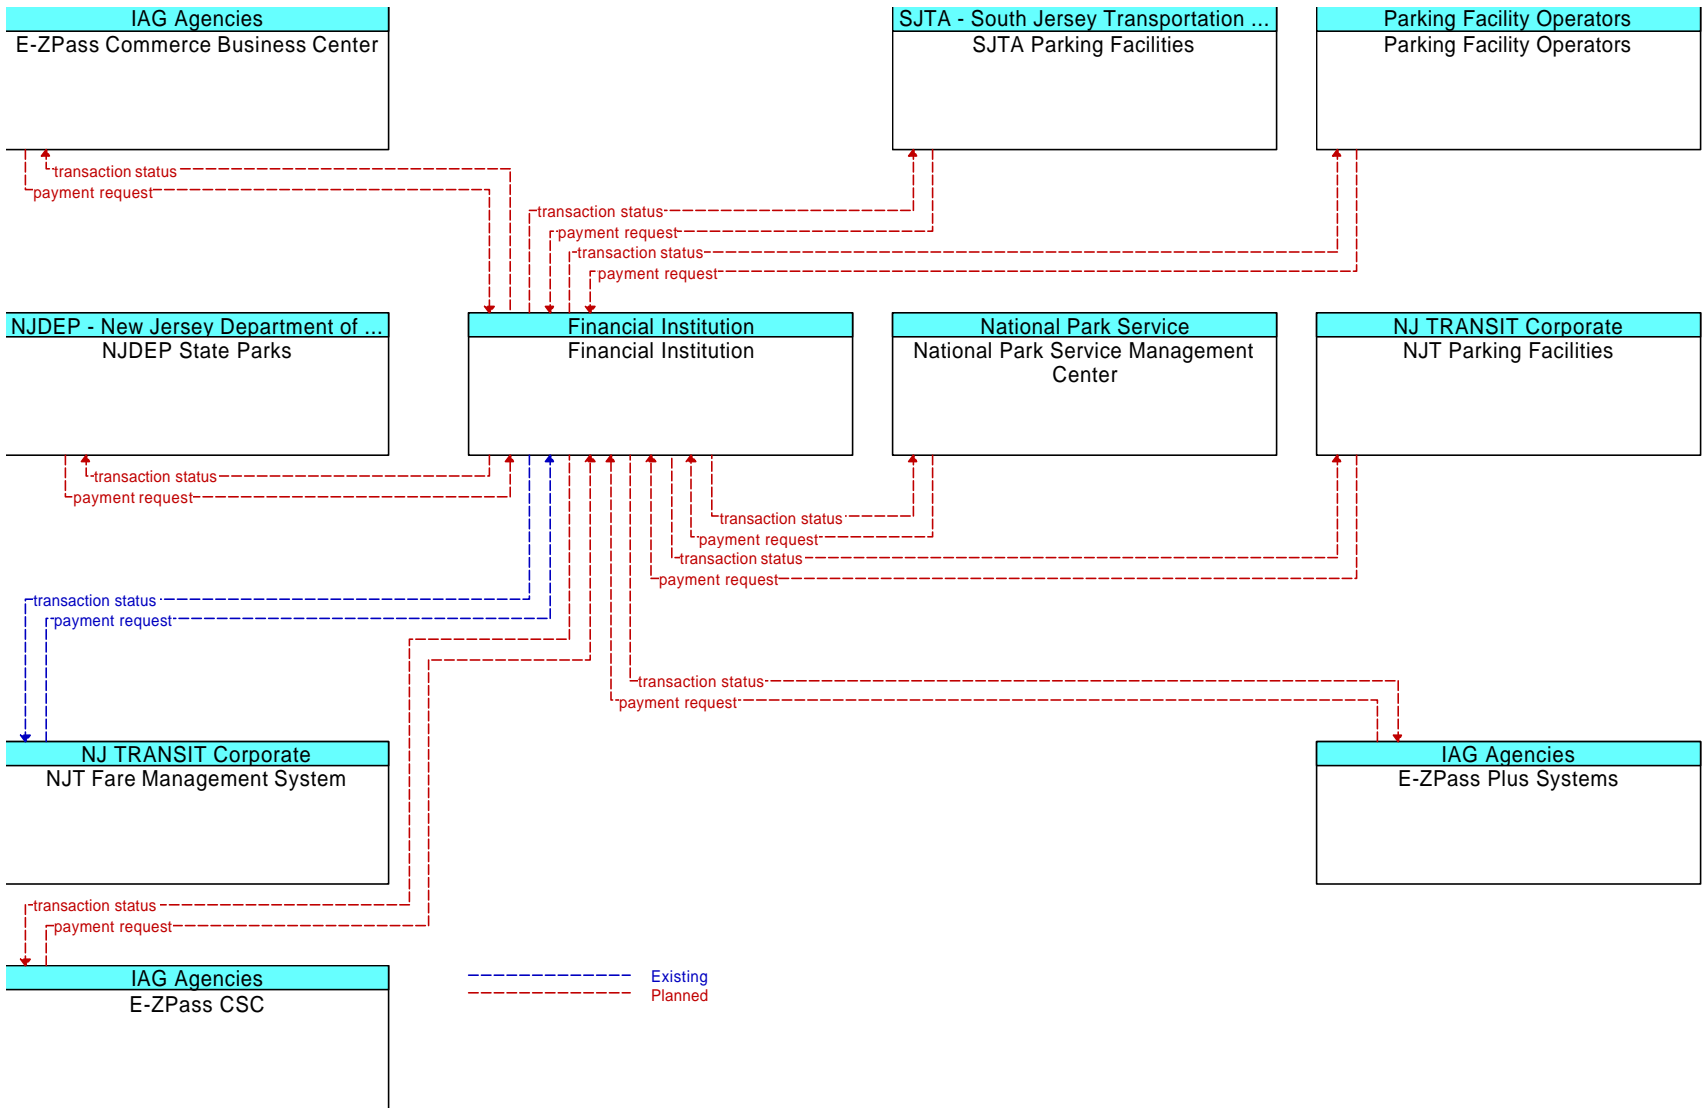 IAG Agencies
E-ZPass Commerce Business Center
SJTA - South Jersey Transportation ...
SJTA Parking Facilities
Parking Facility Operators
Parking Facility Operators
transaction status
payment request
transaction status
payment request
transaction status
payment request
NJDEP - New Jersey Department of ...
NJDEP State Parks
Financial Institution
Financial Institution
National Park Service
National Park Service Management
Center
NJ TRANSIT Corporate
NJT Parking Facilities
transaction status
payment request
transaction status
payment request
transaction status
payment request
transaction status
payment request
transaction status
payment request
NJ TRANSIT Corporate
NJT Fare Management System
IAG Agencies
E-ZPass Plus Systems
transaction status
payment request
IAG Agencies
E-ZPass CSC
Existing
Planned